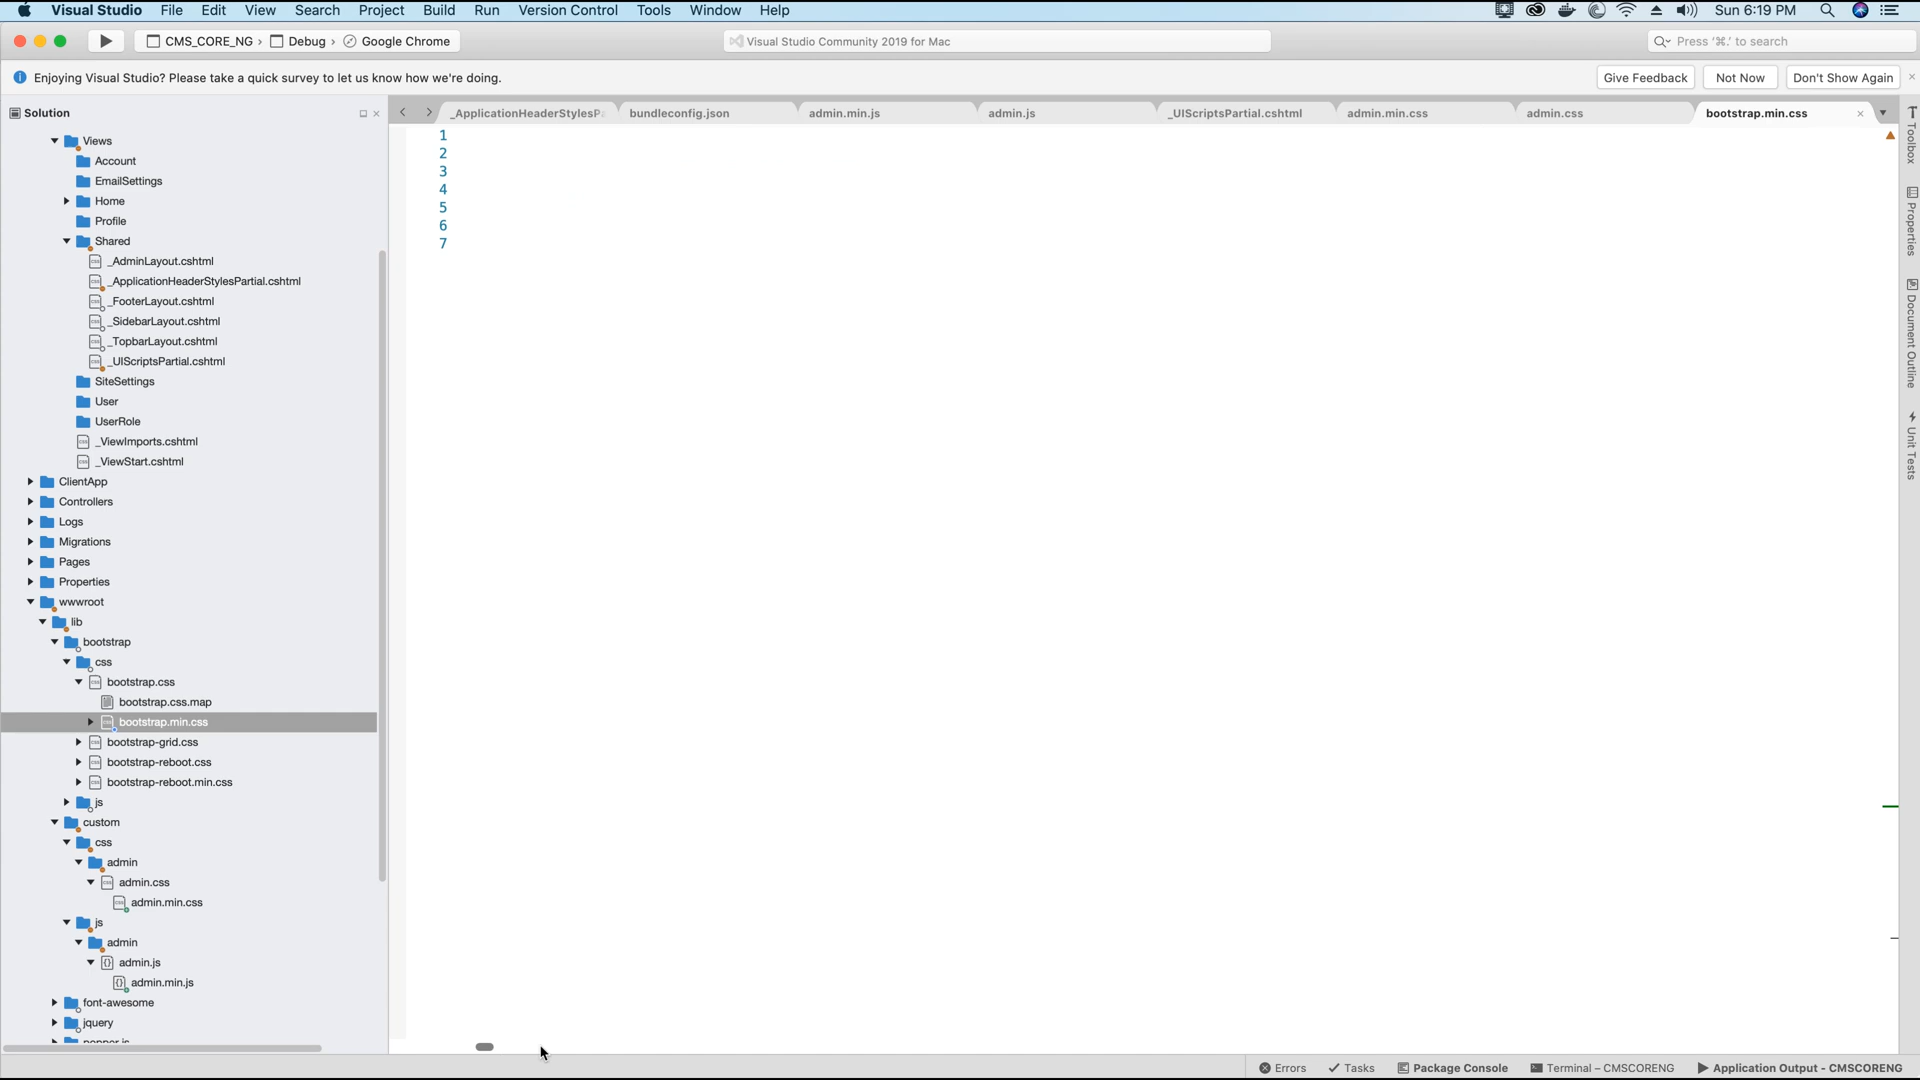 Visual Studio File Edit View Search Project Build Run Version Control Tools Window Help Sun 6:19 PM
CMS_CORE_NG › Debug › Google Chrome Visual Studio Community 2019 for Mac Press ‘⌘.’ to search
Enjoying Visual Studio? Please take a quick survey to let us know how we're doing. Give Feedback Not Now Don't Show Again
Solution
_ApplicationHeaderStylesP bundleconfig.json admin.min.js admin.js _UIScriptsPartial.cshtml admin.min.css admin.css bootstrap.min.css
1
2
3
4
5
6
7
Views
Account
EmailSettings
Home
Profile
Shared
_AdminLayout.cshtml
_ApplicationHeaderStylesPartial.cshtml
_FooterLayout.cshtml
_SidebarLayout.cshtml
_TopbarLayout.cshtml
_UIScriptsPartial.cshtml
SiteSettings
User
UserRole
_ViewImports.cshtml
_ViewStart.cshtml
ClientApp
Controllers
Logs
Migrations
Pages
Properties
wwwroot
lib
bootstrap
css
bootstrap.css
bootstrap.css.map
bootstrap.min.css
bootstrap-grid.css
bootstrap-reboot.css
bootstrap-reboot.min.css
js
custom
css
admin
admin.css
admin.min.css
js
admin
admin.js
admin.min.js
font-awesome
jquery
popper.js
Toolbox
Properties
Document Outline
Unit Tests
Errors Tasks Package Console Terminal – CMSCORENG Application Output - CMSCORENG